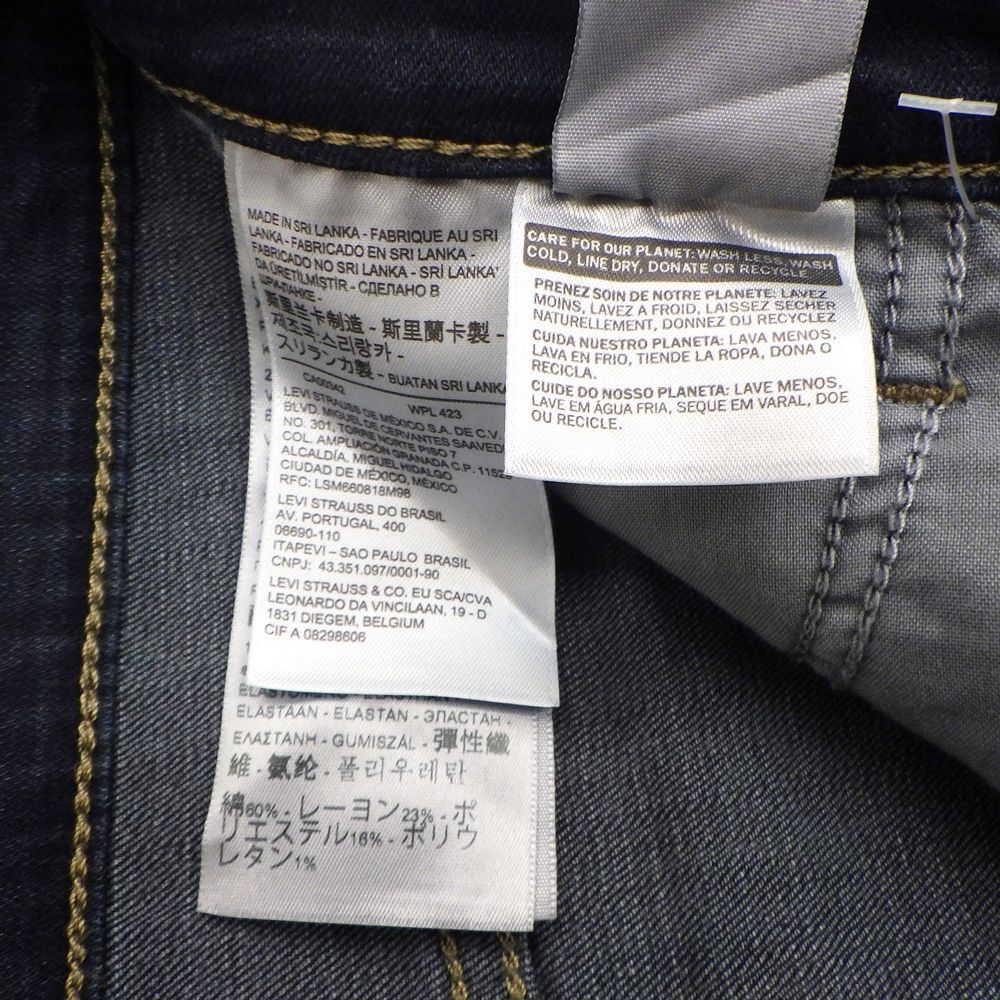 MADE IN SRI LANKA - FABRIQUE AU SRI
LANKA - FABRICADO EN SRI LANKA -
FABRICADO NO SRI LANKA - SRİ LANKA'
DA ÜRETİLMİŞTİR - СДЕЛАНО В
ШРИ-ЛАНКЕ -
斯里兰卡制造 - 斯里蘭卡製 -
제조국:스리랑카 -
スリランカ製 - BUATAN SRI LANKA
CA00342
WPL 423
LEVI STRAUSS DE MÉXICO S.A. DE C.V.
BLVD. MIGUEL DE CERVANTES SAAVED
NO. 301, TORRE NORTE PISO 7
COL. AMPLIACIÓN GRANADA C.P. 11529
ALCALDÍA. MIGUEL HIDALGO
CIUDAD DE MÉXICO, MÉXICO
RFC: LSM660818M98
LEVI STRAUSS DO BRASIL
AV. PORTUGAL, 400
06690-110
ITAPEVI – SAO PAULO BRASIL
CNPJ: 43.351.097/0001-90
LEVI STRAUSS & CO. EU SCA/CVA
LEONARDO DA VINCILAAN, 19 - D
1831 DIEGEM, BELGIUM
CIF A 08298606
ELASTAAN - ELASTAN - ЭЛАСТАН -
ΕΛΑΣΤΑΝΗ - GUMISZÁL - 彈性纖
維 - 氨纶 - 폴리우레탄
綿60% - レーヨン23% - ポ
リエステル16% - ポリウ
レタン1%
CARE FOR OUR PLANET: WASH LESS, WASH
COLD, LINE DRY, DONATE OR RECYCLE
PRENEZ SOIN DE NOTRE PLANETE: LAVEZ
MOINS, LAVEZ A FROID, LAISSEZ SECHER
NATURELLEMENT, DONNEZ OU RECYCLEZ
CUIDA NUESTRO PLANETA: LAVA MENOS,
LAVA EN FRIO, TIENDE LA ROPA, DONA O
RECICLA.
CUIDE DO NOSSO PLANETA: LAVE MENOS,
LAVE EM ÁGUA FRIA, SEQUE EM VARAL, DOE
OU RECICLE.